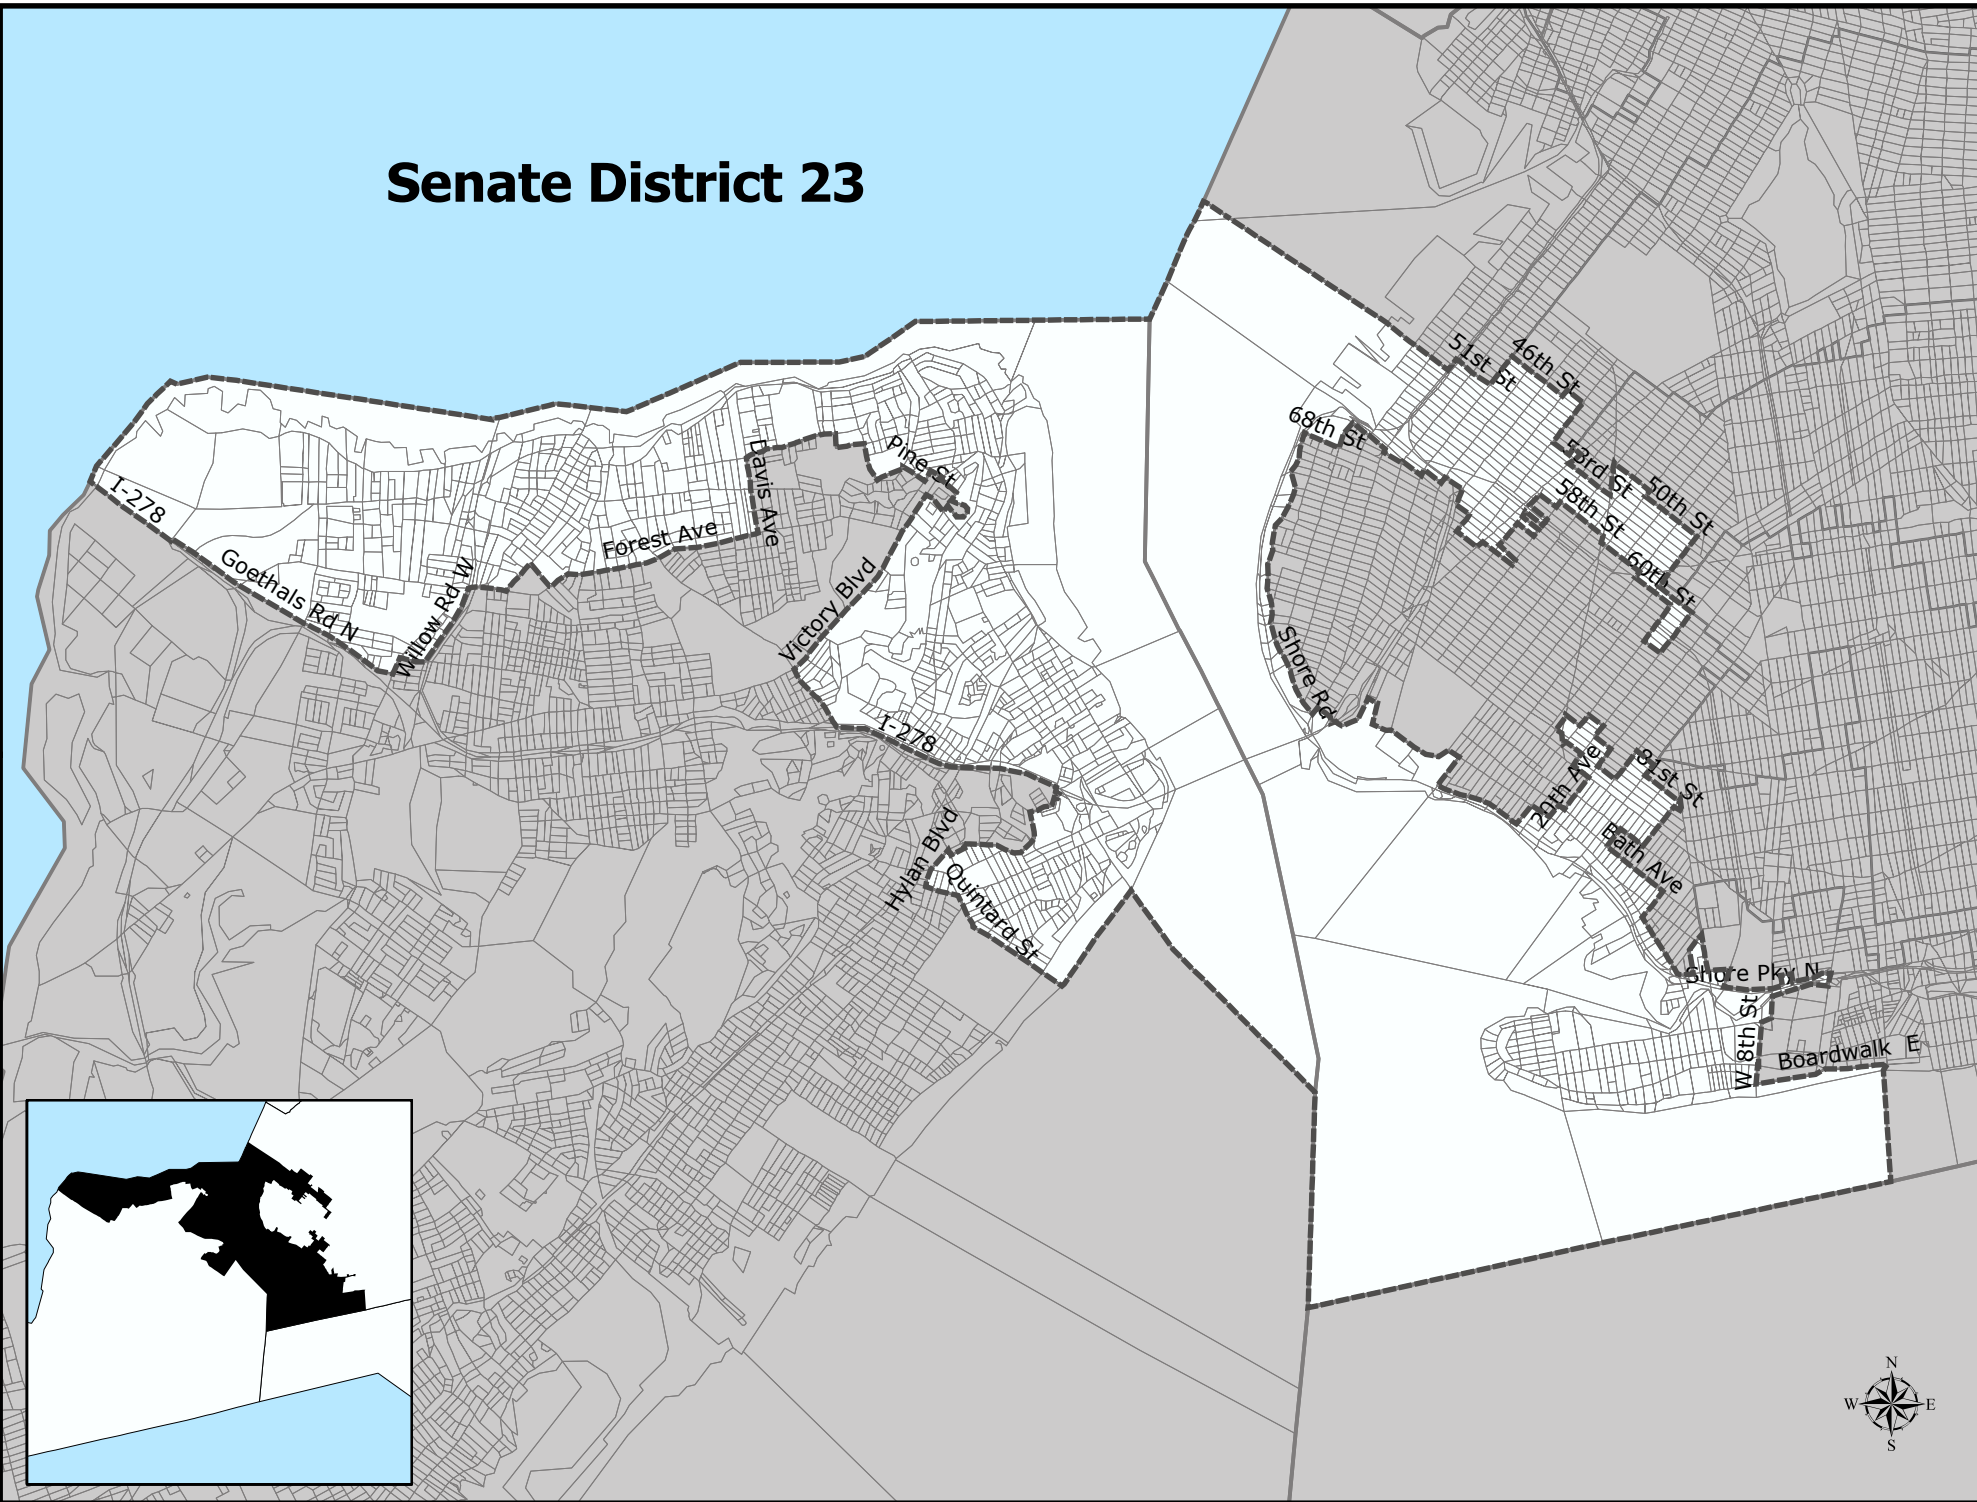 Senate District 23
51st St
46th St
68th St
53rd St
50th St
58th St
60th St
Pine St
Davis Ave
I-278
Forest Ave
Goethals Rd N
Willow Rd W
Victory Blvd
Shore Rd
I-278
20th Ave
81st St
Bath Ave
Hylan Blvd
Quintard St
Shore Pky N
W 8th St
Boardwalk E
N
W
E
S